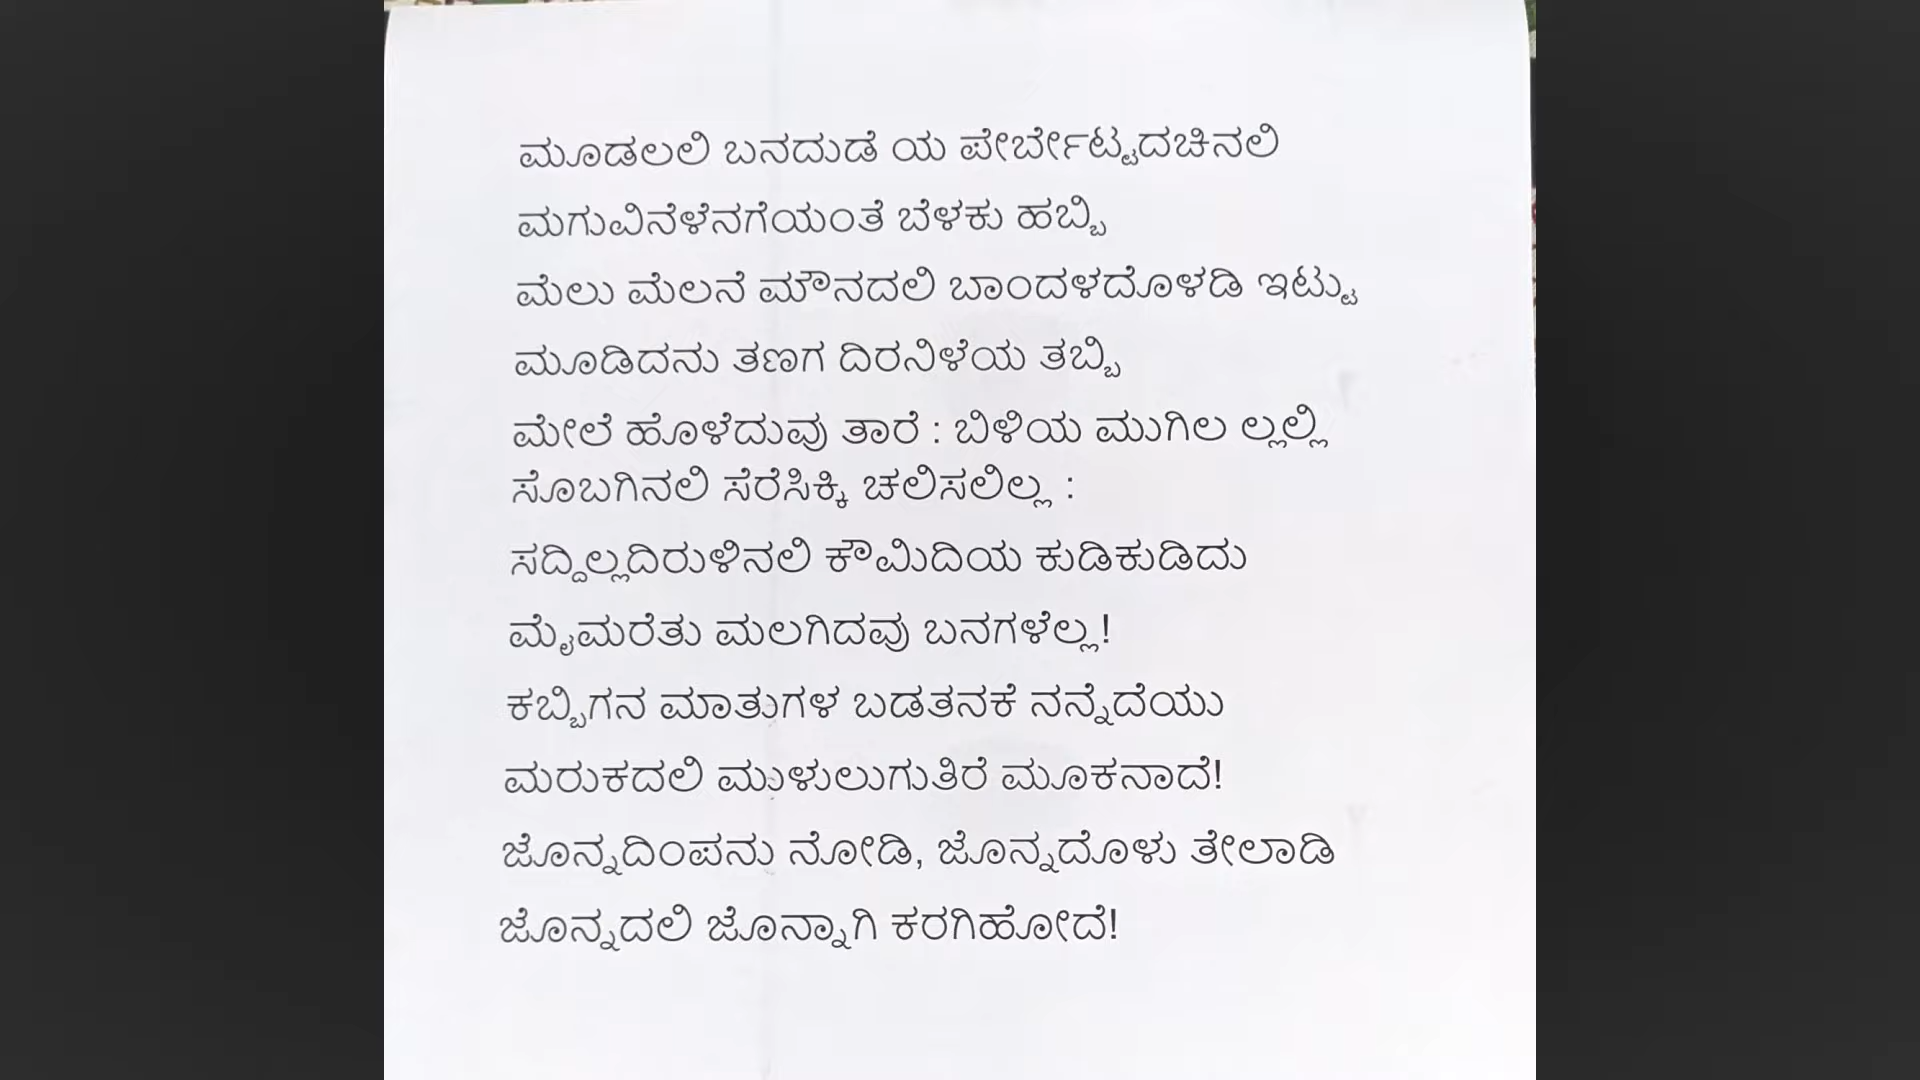 ಮೂಡಲಲಿ ಬನದುಡೆ ಯ ಪೇರ್ಬೇಟ್ಟದಚಿನಲಿ
ಮಗುವಿನೆಳೆನಗೆಯಂತೆ ಬೆಳಕು ಹಬ್ಬಿ
ಮೆಲು ಮೆಲನೆ ಮೌನದಲಿ ಬಾಂದಳದೊಳಡಿ ಇಟ್ಟು
ಮೂಡಿದನು ತಣಗ ದಿರನಿಳೆಯ ತಬ್ಬಿ
ಮೇಲೆ ಹೊಳೆದುವು ತಾರೆ : ಬಿಳಿಯ ಮುಗಿಲ ಲ್ಲಲ್ಲಿ
ಸೊಬಗಿನಲಿ ಸೆರೆಸಿಕ್ಕಿ ಚಲಿಸಲಿಲ್ಲ :
ಸದ್ದಿಲ್ಲದಿರುಳಿನಲಿ ಕೌಮಿದಿಯ ಕುಡಿಕುಡಿದು
ಮೈಮರೆತು ಮಲಗಿದವು ಬನಗಳೆಲ್ಲ!
ಕಬ್ಬಿಗನ ಮಾತುಗಳ ಬಡತನಕೆ ನನ್ನೆದೆಯು
ಮರುಕದಲಿ ಮುಳುಲುಗುತಿರೆ ಮೂಕನಾದೆ!
ಜೊನ್ನದಿಂಪನು ನೋಡಿ, ಜೊನ್ನದೊಳು ತೇಲಾಡಿ
ಜೊನ್ನದಲಿ ಜೊನ್ನಾಗಿ ಕರಗಿಹೋದೆ!